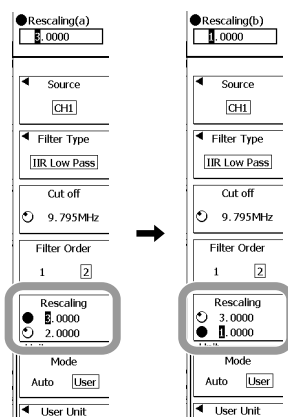 Rescaling(a)
3.0000
Source
CH1
Filter Type
IIR Low Pass
Cut off
9.795MHz
Filter Order
1 2
Rescaling
3.0000
2.0000
Mode
Auto User
User Unit
Rescaling(b)
1.0000
Source
CH1
Filter Type
IIR Low Pass
Cut off
9.795MHz
Filter Order
1 2
Rescaling
3.0000
1.0000
Mode
Auto User
User Unit